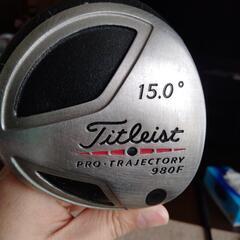 15.0°
Titleist
PRO·TRAJECTORY
980F